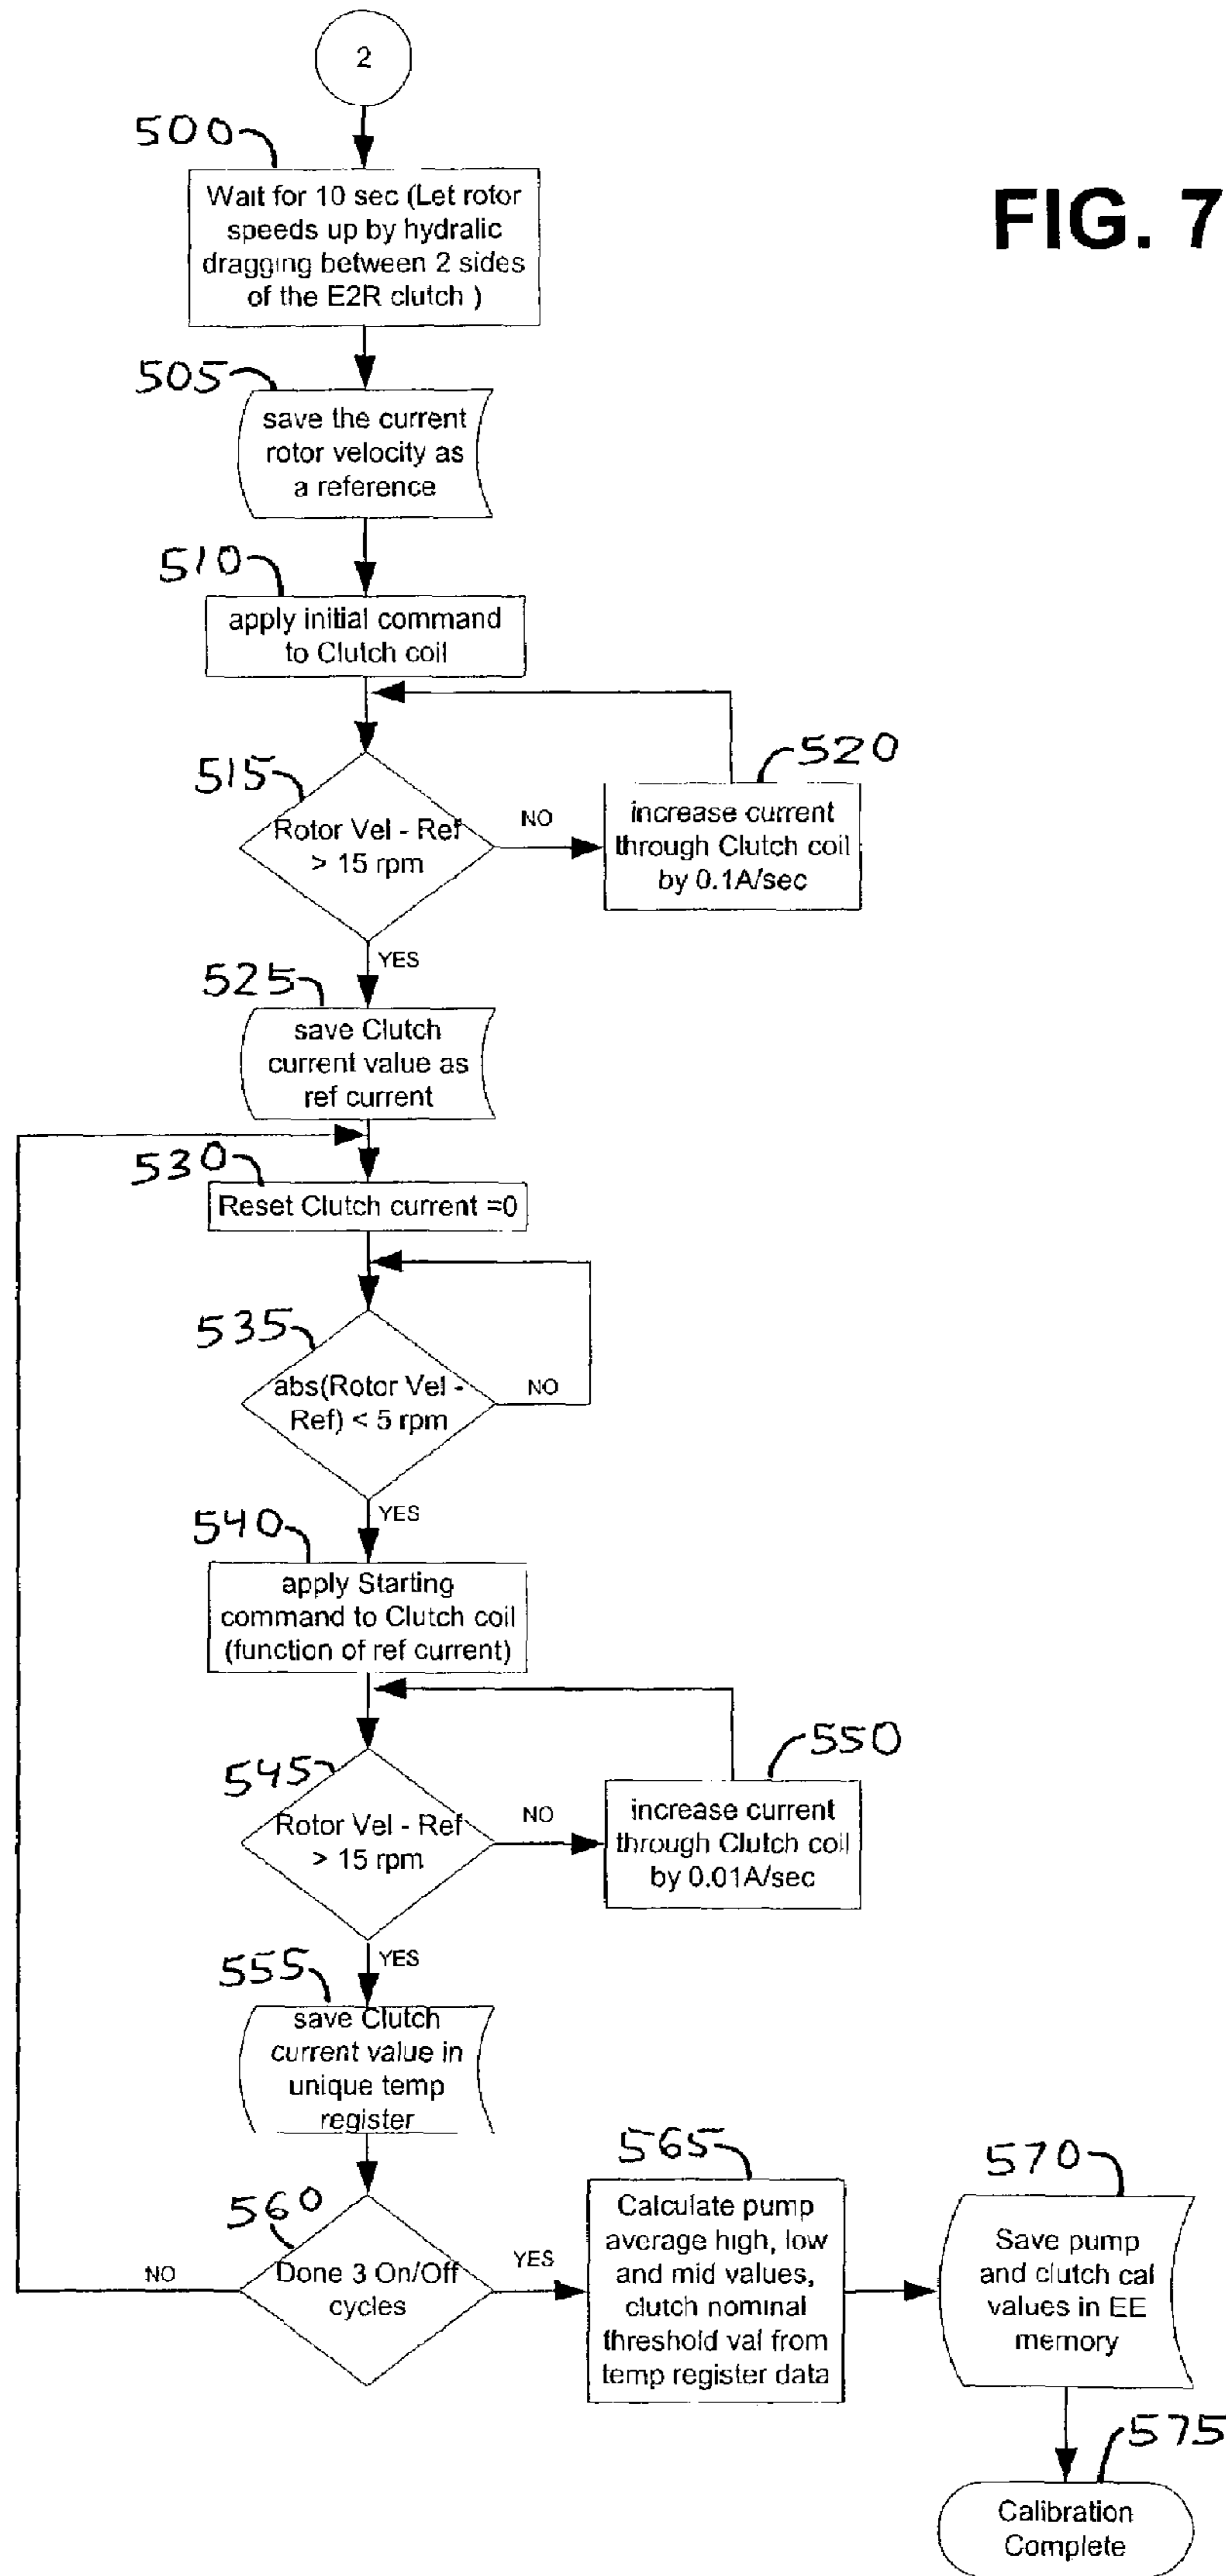 2
FIG. 7
500
Wait for 10 sec (Let rotor
speeds up by hydralic
dragging between 2 sides
of the E2R clutch )
505
save the current
rotor velocity as
a reference
510
apply initial command
to Clutch coil
515
Rotor Vel - Ref
> 15 rpm
NO
520
increase current
through Clutch coil
by 0.1A/sec
YES
525
save Clutch
current value as
ref current
530
Reset Clutch current =0
535
abs(Rotor Vel -
Ref) < 5 rpm
NO
YES
540
apply Starting
command to Clutch coil
(function of ref current)
545
Rotor Vel - Ref
> 15 rpm
NO
550
increase current
through Clutch coil
by 0.01A/sec
YES
555
save Clutch
current value in
unique temp
register
560
Done 3 On/Off
cycles
NO
YES
565
Calculate pump
average high, low
and mid values,
clutch nominal
threshold val from
temp register data
570
Save pump
and clutch cal
values in EE
memory
575
Calibration
Complete